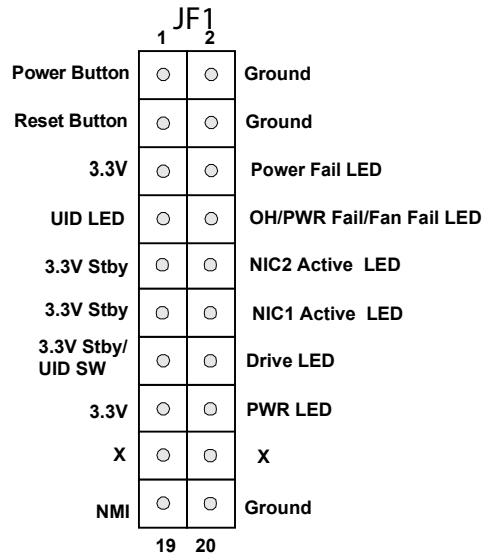 JF1
1 2
Power Button Ground
Reset Button Ground
3.3V Power Fail LED
UID LED OH/PWR Fail/Fan Fail LED
3.3V Stby NIC2 Active LED
3.3V Stby NIC1 Active LED
3.3V Stby/
UID SW Drive LED
3.3V PWR LED
X X
NMI Ground
19 20